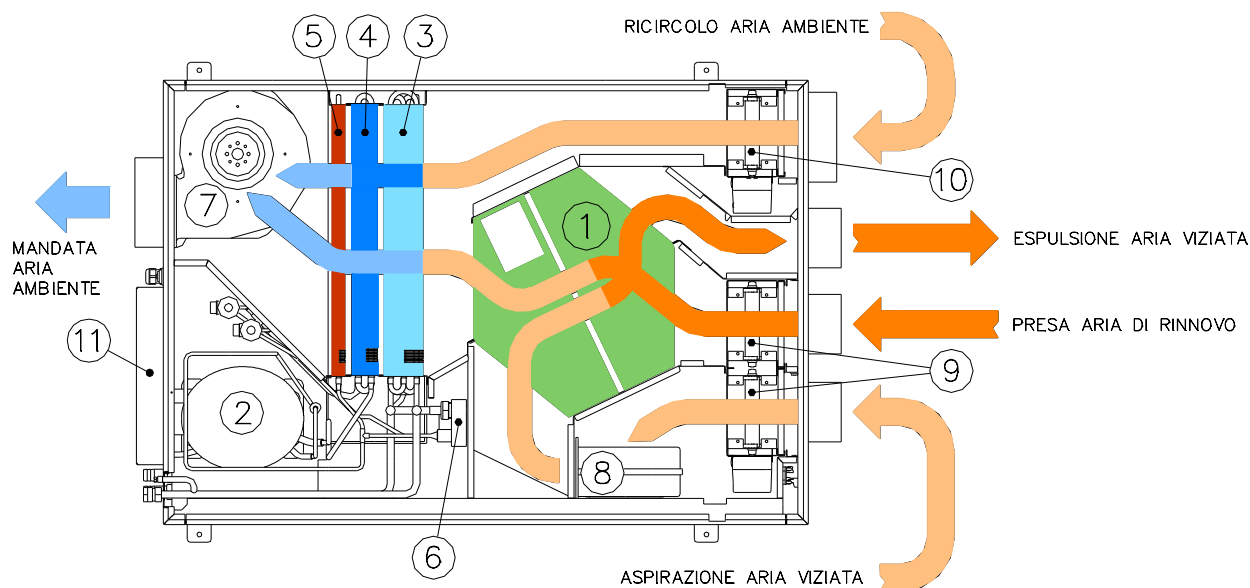 RICIRCOLO ARIA AMBIENTE
5
4
3
10
7
1
MANDATA
ARIA
AMBIENTE
ESPULSIONE ARIA VIZIATA
PRESA ARIA DI RINNOVO
11
9
2
8
6
ASPIRAZIONE ARIA VIZIATA